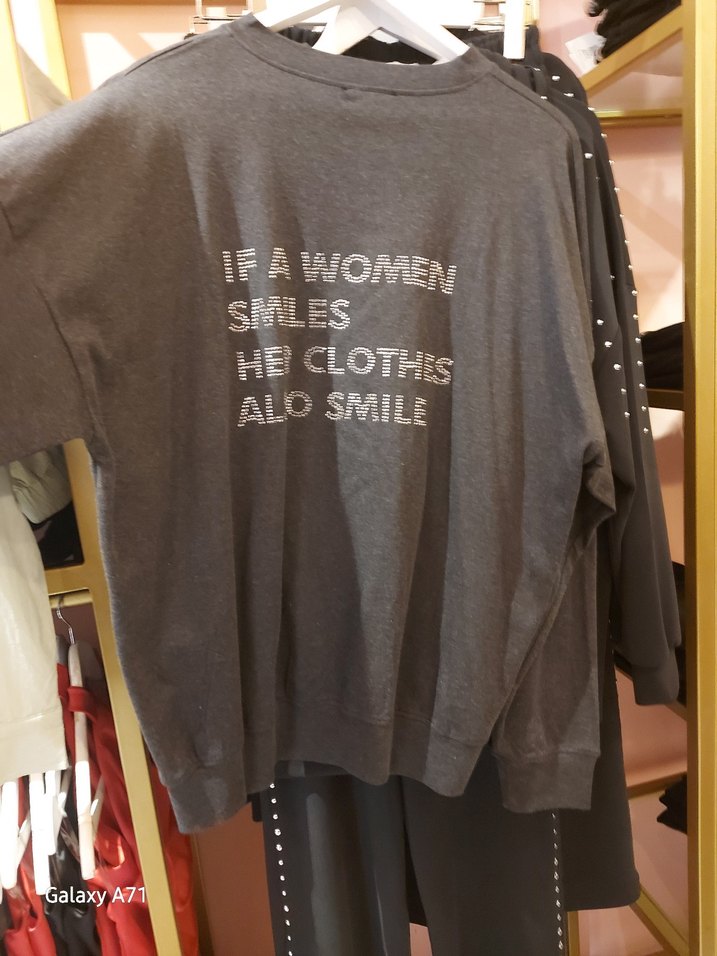 IF A WOMEN
SMILES
HER CLOTHES
ALO SMILE
Galaxy A71